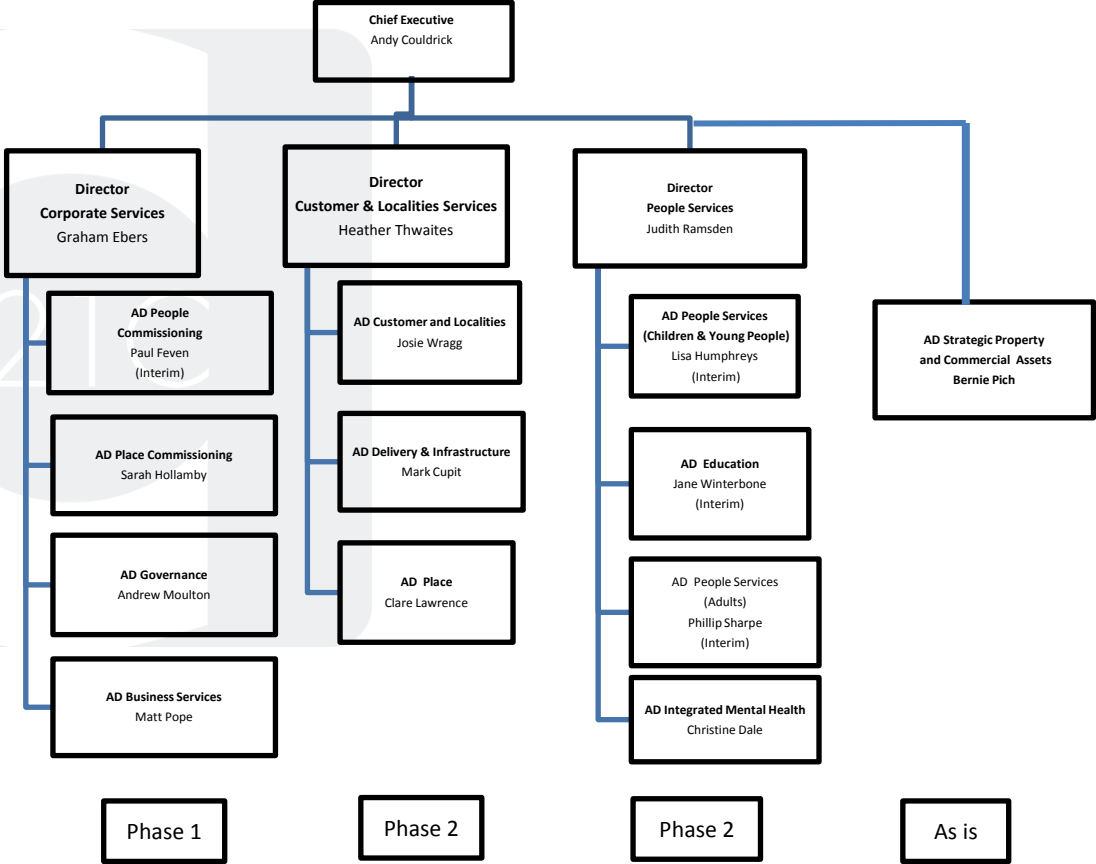 Chief Executive
Andy Couldrick
Director
Corporate Services
Graham Ebers
AD People
Commissioning
Paul Feven
(Interim)
AD Place Commissioning
Sarah Hollamby
AD Governance
Andrew Moulton
AD Business Services
Matt Pope
Director
Customer & Localities Services
Heather Thwaites
AD Customer and Localities
Josie Wragg
AD Delivery & Infrastructure
Mark Cupit
AD Place
Clare Lawrence
Director
People Services
Judith Ramsden
AD People Services
(Children & Young People)
Lisa Humphreys
(Interim)
AD Education
Jane Winterbone
(Interim)
AD People Services
(Adults)
Phillip Sharpe
(Interim)
AD Integrated Mental Health
Christine Dale
AD Strategic Property
and Commercial Assets
Bernie Pich
Phase 1
Phase 2
Phase 2
As is
21C